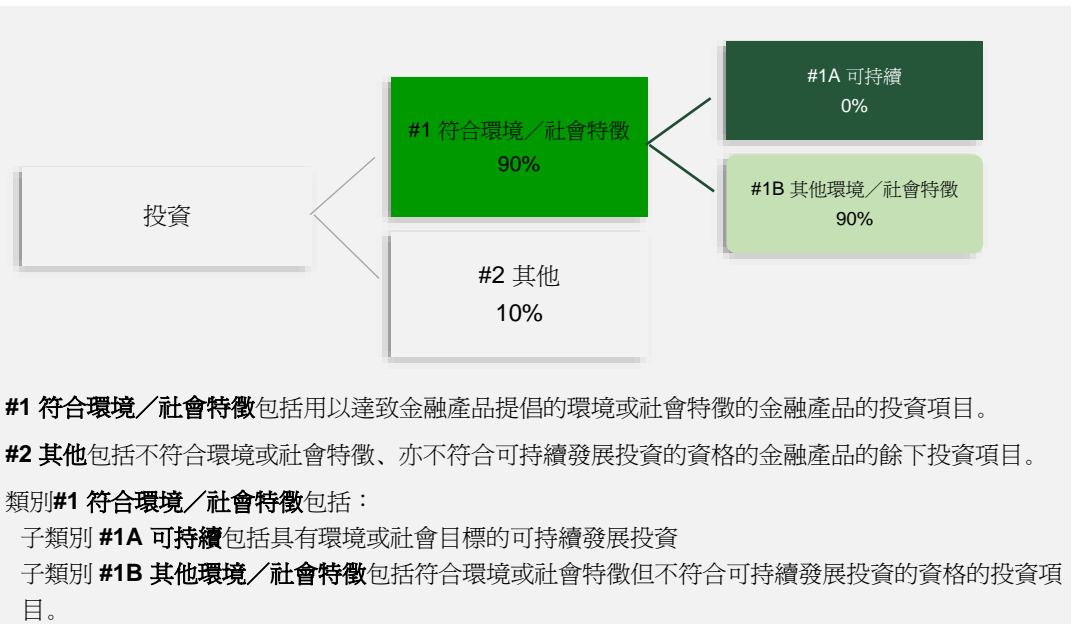 #1A 可持續
0%
#1 符合環境／社會特徵
90%
#1B 其他環境／社會特徵
90%
投資
#2 其他
10%
#1 符合環境／社會特徵包括用以達致金融產品提倡的環境或社會特徵的金融產品的投資項目。
#2 其他包括不符合環境或社會特徵、亦不符合可持續發展投資的資格的金融產品的餘下投資項目。
類別#1 符合環境／社會特徵包括：
子類別 #1A 可持續包括具有環境或社會目標的可持續發展投資
子類別 #1B 其他環境／社會特徵包括符合環境或社會特徵但不符合可持續發展投資的資格的投資項
目。